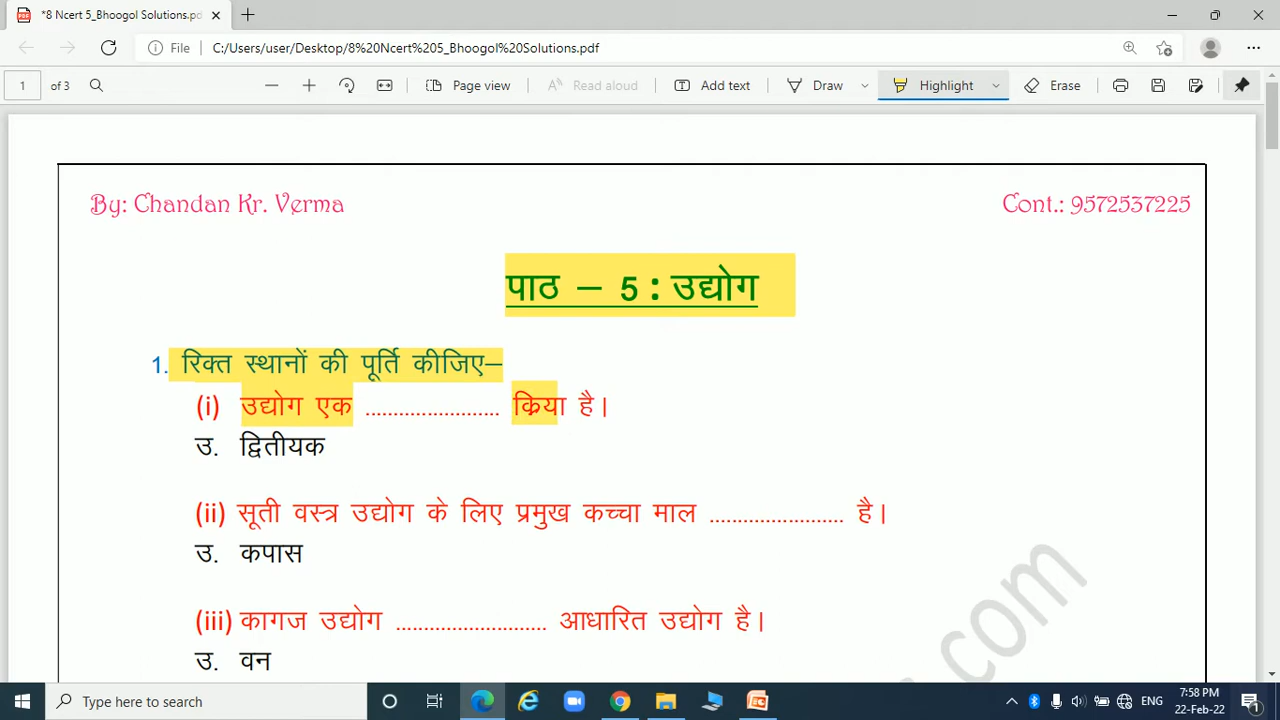 *8 Ncert 5_Bhoogol Solutions.pd
File C:/Users/user/Desktop/8%20Ncert%205_Bhoogol%20Solutions.pdf
1 of 3 Page view Read aloud Add text Draw Highlight Erase
By: Chandan Kr. Verma Cont.: 9572537225
पाठ – 5 : उद्योग
1. रिक्त स्थानों की पूर्ति कीजिए–
(i) उद्योग एक ........................ क्रिया है।
उ. द्वितीयक
(ii) सूती वस्त्र उद्योग के लिए प्रमुख कच्चा माल ........................ है।
उ. कपास
(iii) कागज उद्योग ........................... आधारित उद्योग है।
उ. वन
.com
Type here to search
ENG
7:58 PM
22-Feb-22
1